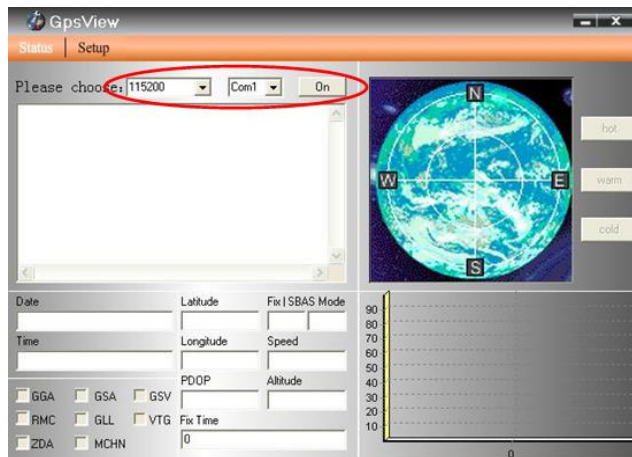 GpsView
Status | Setup
Please choose: 115200 Com1 On
N
W E
S
hot
warm
cold
Date Latitude Fix | SBAS Mode
Time Longitude Speed
PDOP Altitude
GGA GSA GSV
RMC GLL VTG Fix Time
ZDA MCHN 0
90
80
70
60
50
40
30
20
10
0